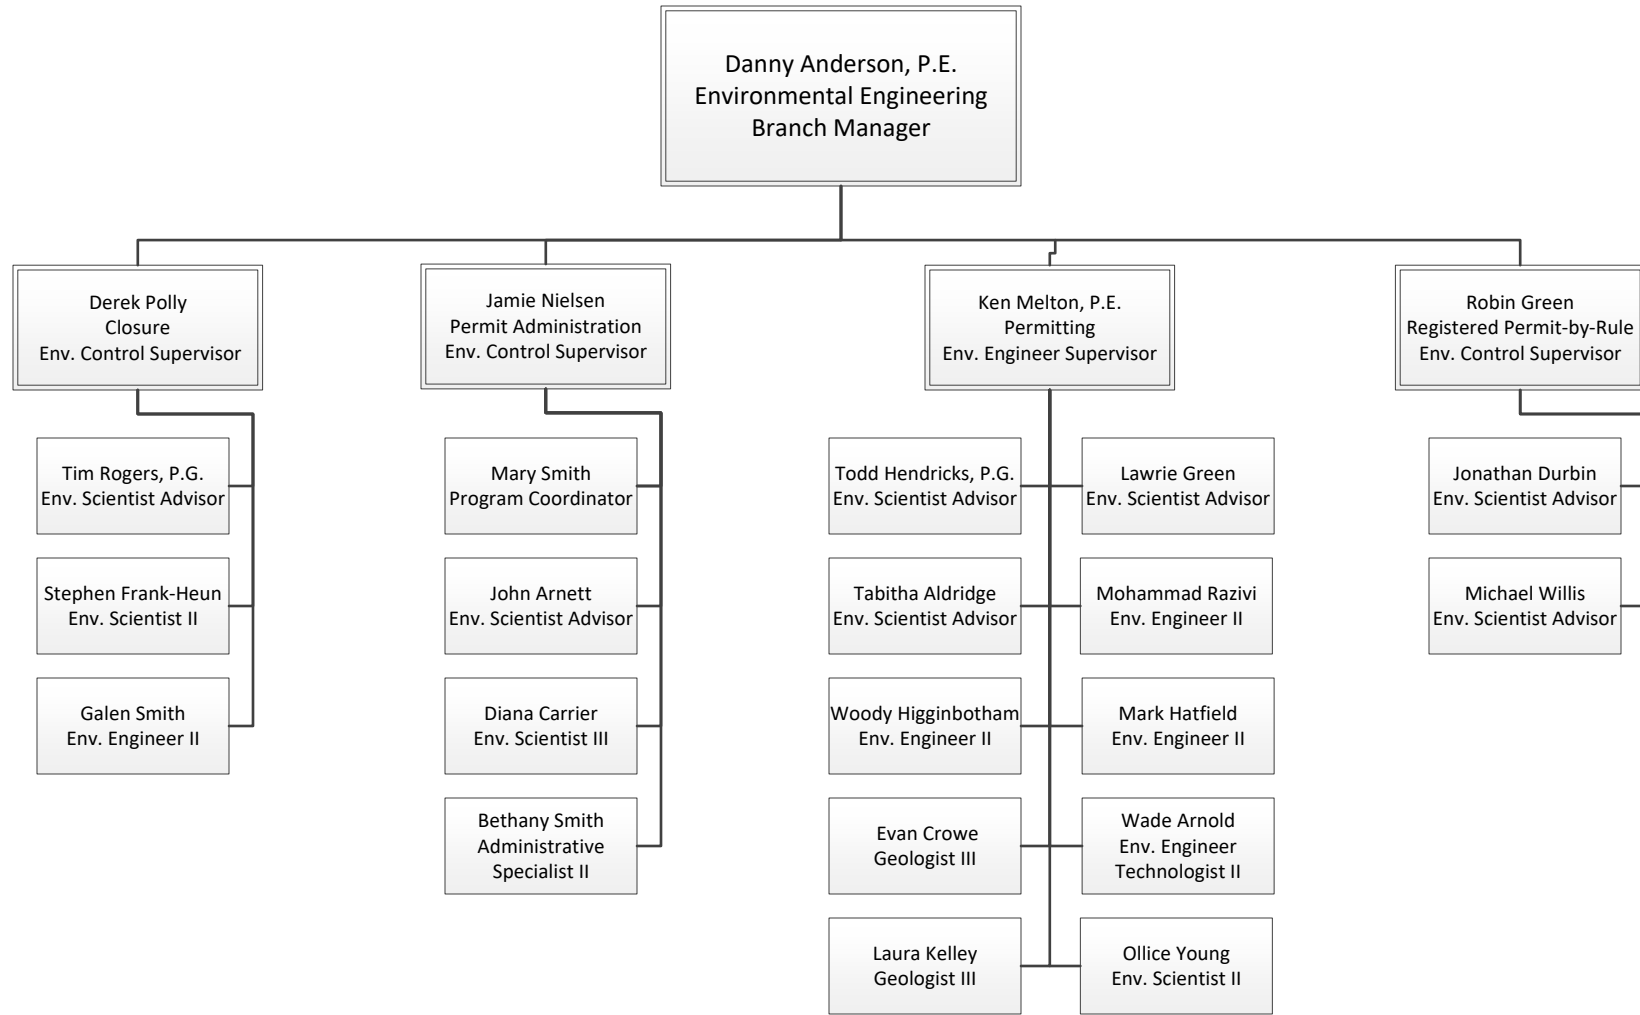 Danny Anderson, P.E.
Environmental Engineering
Branch Manager
Derek Polly
Closure
Env. Control Supervisor
Jamie Nielsen
Permit Administration
Env. Control Supervisor
Ken Melton, P.E.
Permitting
Env. Engineer Supervisor
Robin Green
Registered Permit-by-Rule
Env. Control Supervisor
Tim Rogers, P.G.
Env. Scientist Advisor
Stephen Frank-Heun
Env. Scientist II
Galen Smith
Env. Engineer II
Mary Smith
Program Coordinator
John Arnett
Env. Scientist Advisor
Diana Carrier
Env. Scientist III
Bethany Smith
Administrative
Specialist II
Todd Hendricks, P.G.
Env. Scientist Advisor
Lawrie Green
Env. Scientist Advisor
Tabitha Aldridge
Env. Scientist Advisor
Mohammad Razivi
Env. Engineer II
Woody Higginbotham
Env. Engineer II
Mark Hatfield
Env. Engineer II
Evan Crowe
Geologist III
Wade Arnold
Env. Engineer
Technologist II
Laura Kelley
Geologist III
Ollice Young
Env. Scientist II
Jonathan Durbin
Env. Scientist Advisor
Michael Willis
Env. Scientist Advisor